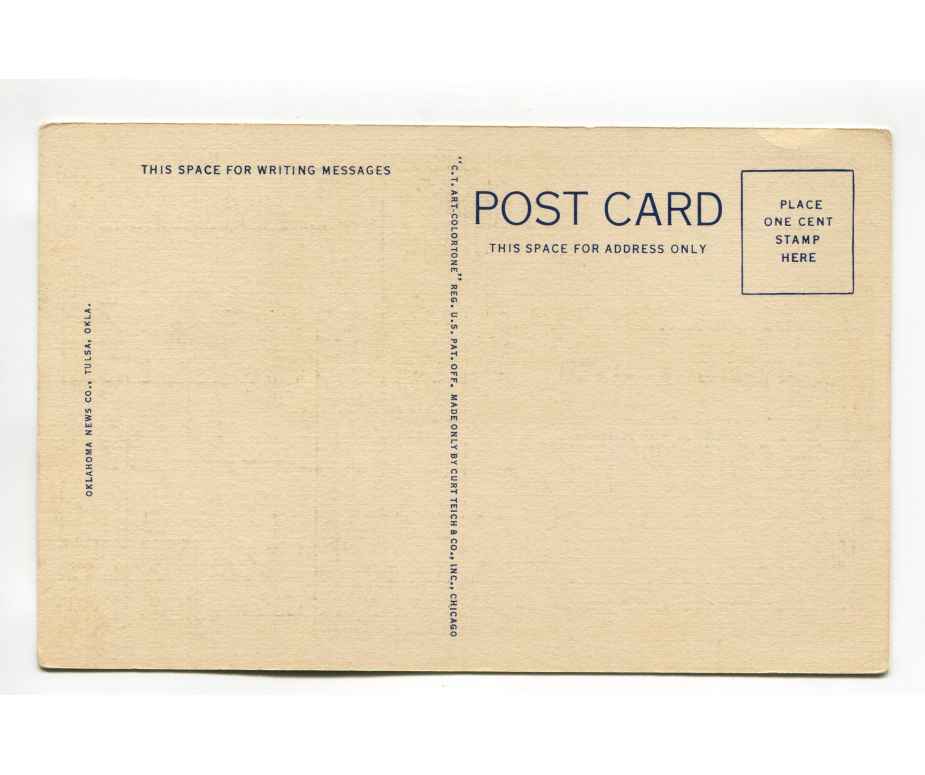 THIS SPACE FOR WRITING MESSAGES
OKLAHOMA NEWS CO., TULSA, OKLA.
"C.T. ART-COLORTONE" REG. U.S. PAT. OFF. MADE ONLY BY CURT TEICH & CO., INC., CHICAGO
POST CARD
THIS SPACE FOR ADDRESS ONLY
PLACE
ONE CENT
STAMP
HERE